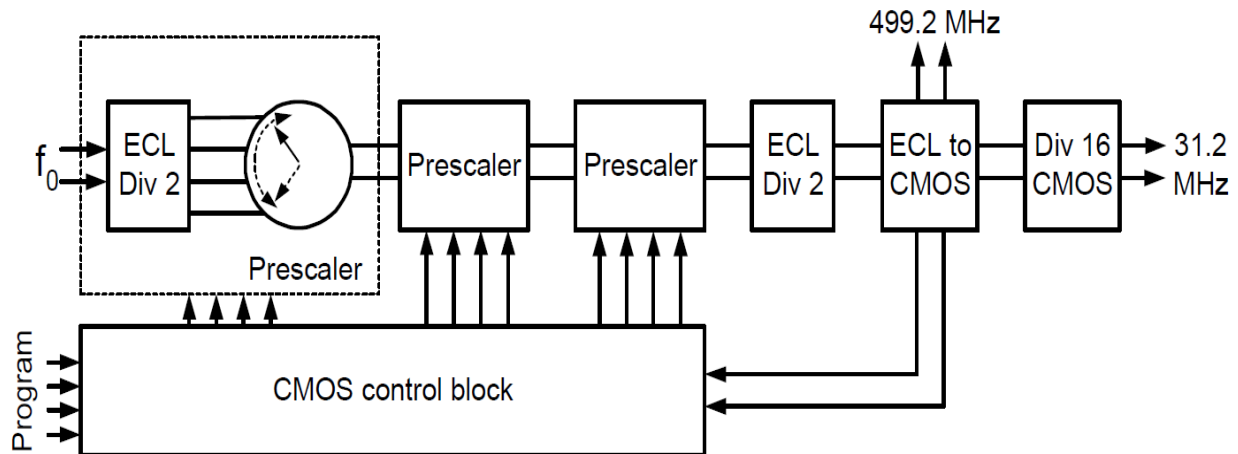 499.2 MHz
f0
ECL
Div 2
Prescaler
Prescaler
Prescaler
ECL
Div 2
ECL to
CMOS
Div 16
CMOS
31.2
MHz
Program
CMOS control block